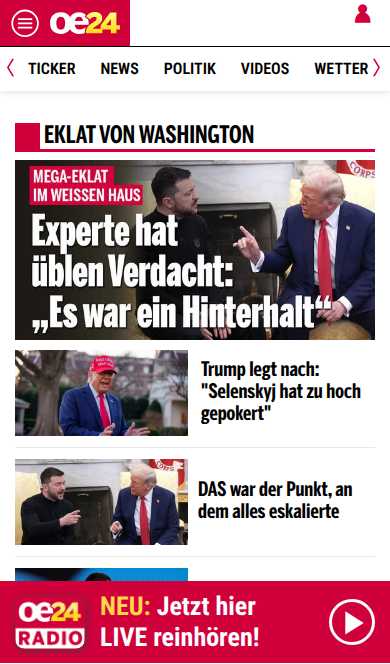 oe24
TICKER NEWS POLITIK VIDEOS WETTER
EKLAT VON WASHINGTON
MEGA-EKLAT
IM WEISSEN HAUS
Experte hat
üblen Verdacht:
„Es war ein Hinterhalt“
CORPS
Trump legt nach:
"Selenskyj hat zu hoch
gepokert"
DAS war der Punkt, an
dem alles eskalierte
oe24
RADIO
NEU: Jetzt hier
LIVE reinhören!